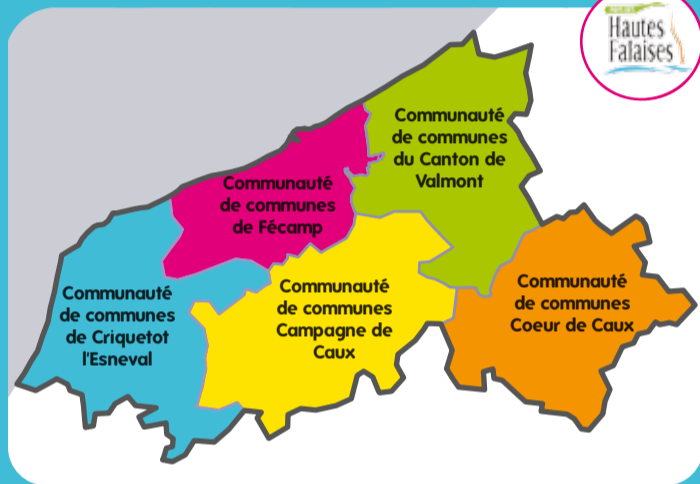 Hautes
Falaises
Communauté
de communes
du Canton de
Valmont
Communauté
de communes
de Fécamp
Communauté
de communes
de Criquetot
l'Esneval
Communauté
de communes
Campagne de
Caux
Communauté
de communes
Coeur de Caux